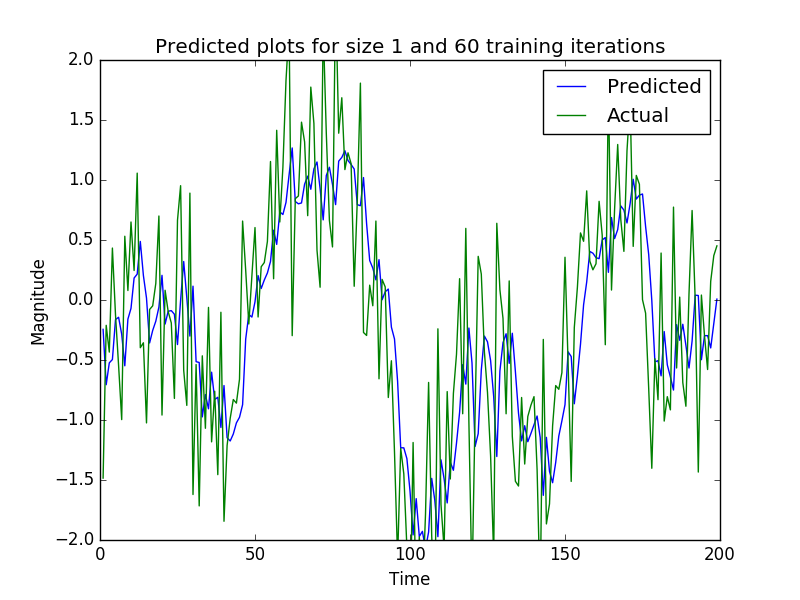 Predicted plots for size 1 and 60 training iterations
2.0
1.5
1.0
0.5
0.0
−0.5
−1.0
−1.5
−2.0
Magnitude
Predicted
Actual
0
50
100
150
200
Time